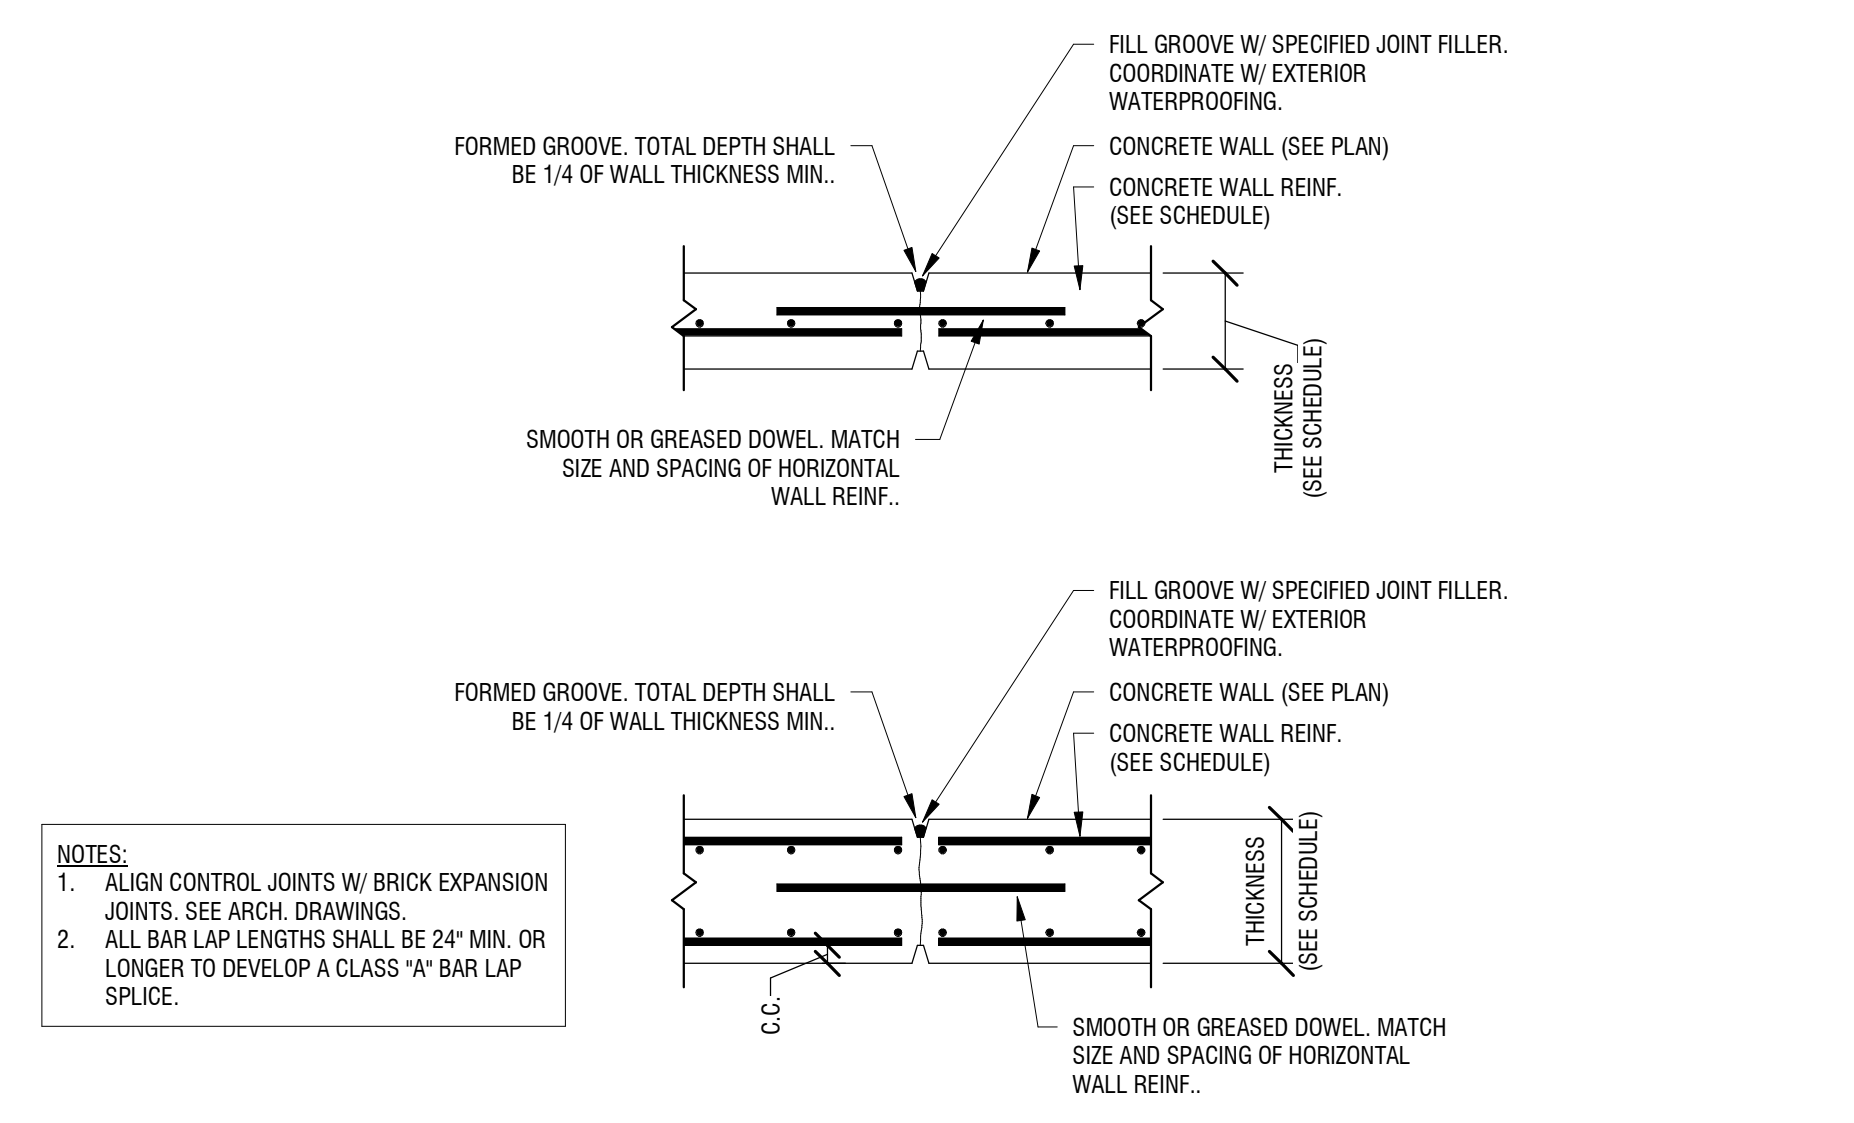 FILL GROOVE W/ SPECIFIED JOINT FILLER.
COORDINATE W/ EXTERIOR
WATERPROOFING.
FORMED GROOVE. TOTAL DEPTH SHALL
BE 1/4 OF WALL THICKNESS MIN..
CONCRETE WALL (SEE PLAN)
CONCRETE WALL REINF.
(SEE SCHEDULE)
THICKNESS
(SEE SCHEDULE)
SMOOTH OR GREASED DOWEL. MATCH
SIZE AND SPACING OF HORIZONTAL
WALL REINF..
FILL GROOVE W/ SPECIFIED JOINT FILLER.
COORDINATE W/ EXTERIOR
WATERPROOFING.
FORMED GROOVE. TOTAL DEPTH SHALL
BE 1/4 OF WALL THICKNESS MIN..
CONCRETE WALL (SEE PLAN)
CONCRETE WALL REINF.
(SEE SCHEDULE)
THICKNESS
(SEE SCHEDULE)
NOTES:
1. ALIGN CONTROL JOINTS W/ BRICK EXPANSION
JOINTS. SEE ARCH. DRAWINGS.
2. ALL BAR LAP LENGTHS SHALL BE 24" MIN. OR
LONGER TO DEVELOP A CLASS "A" BAR LAP
SPLICE.
C.C.
SMOOTH OR GREASED DOWEL. MATCH
SIZE AND SPACING OF HORIZONTAL
WALL REINF..